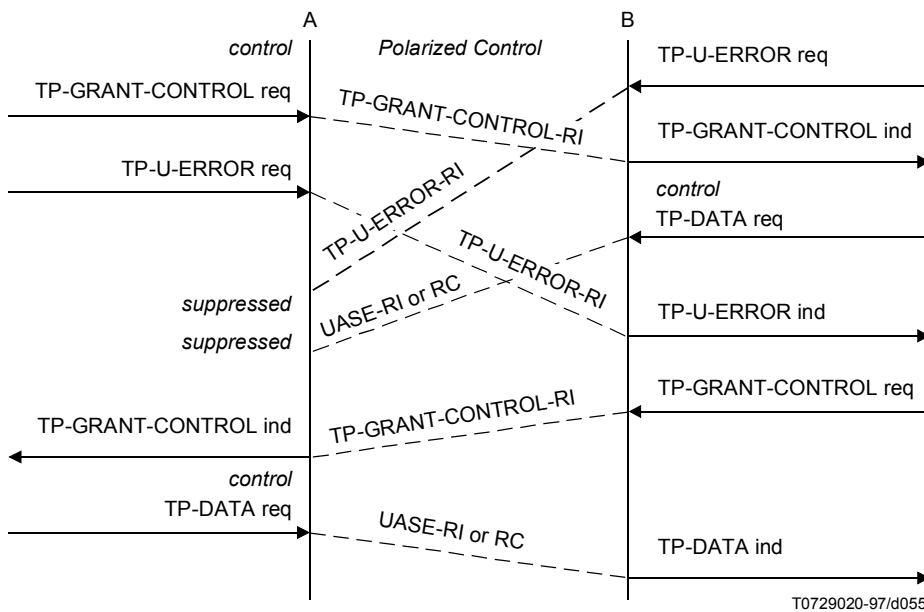 A
B
control
Polarized Control
TP-U-ERROR req
TP-GRANT-CONTROL req
TP-GRANT-CONTROL-RI
TP-GRANT-CONTROL ind
TP-U-ERROR req
control
TP-U-ERROR-RI
TP-DATA req
TP-U-ERROR-RI
suppressed
UASE-RI or RC
TP-U-ERROR ind
suppressed
TP-GRANT-CONTROL req
TP-GRANT-CONTROL-RI
TP-GRANT-CONTROL ind
control
TP-DATA req
UASE-RI or RC
TP-DATA ind
T0729020-97/d055